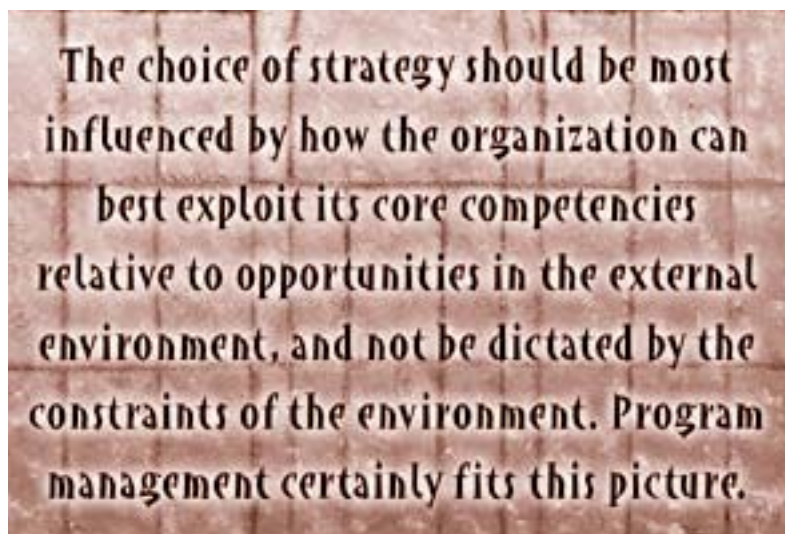 The choice of strategy should be most
influenced by how the organization can
best exploit its core competencies
relative to opportunities in the external
environment, and not be dictated by the
constraints of the environment. Program
management certainly fits this picture.